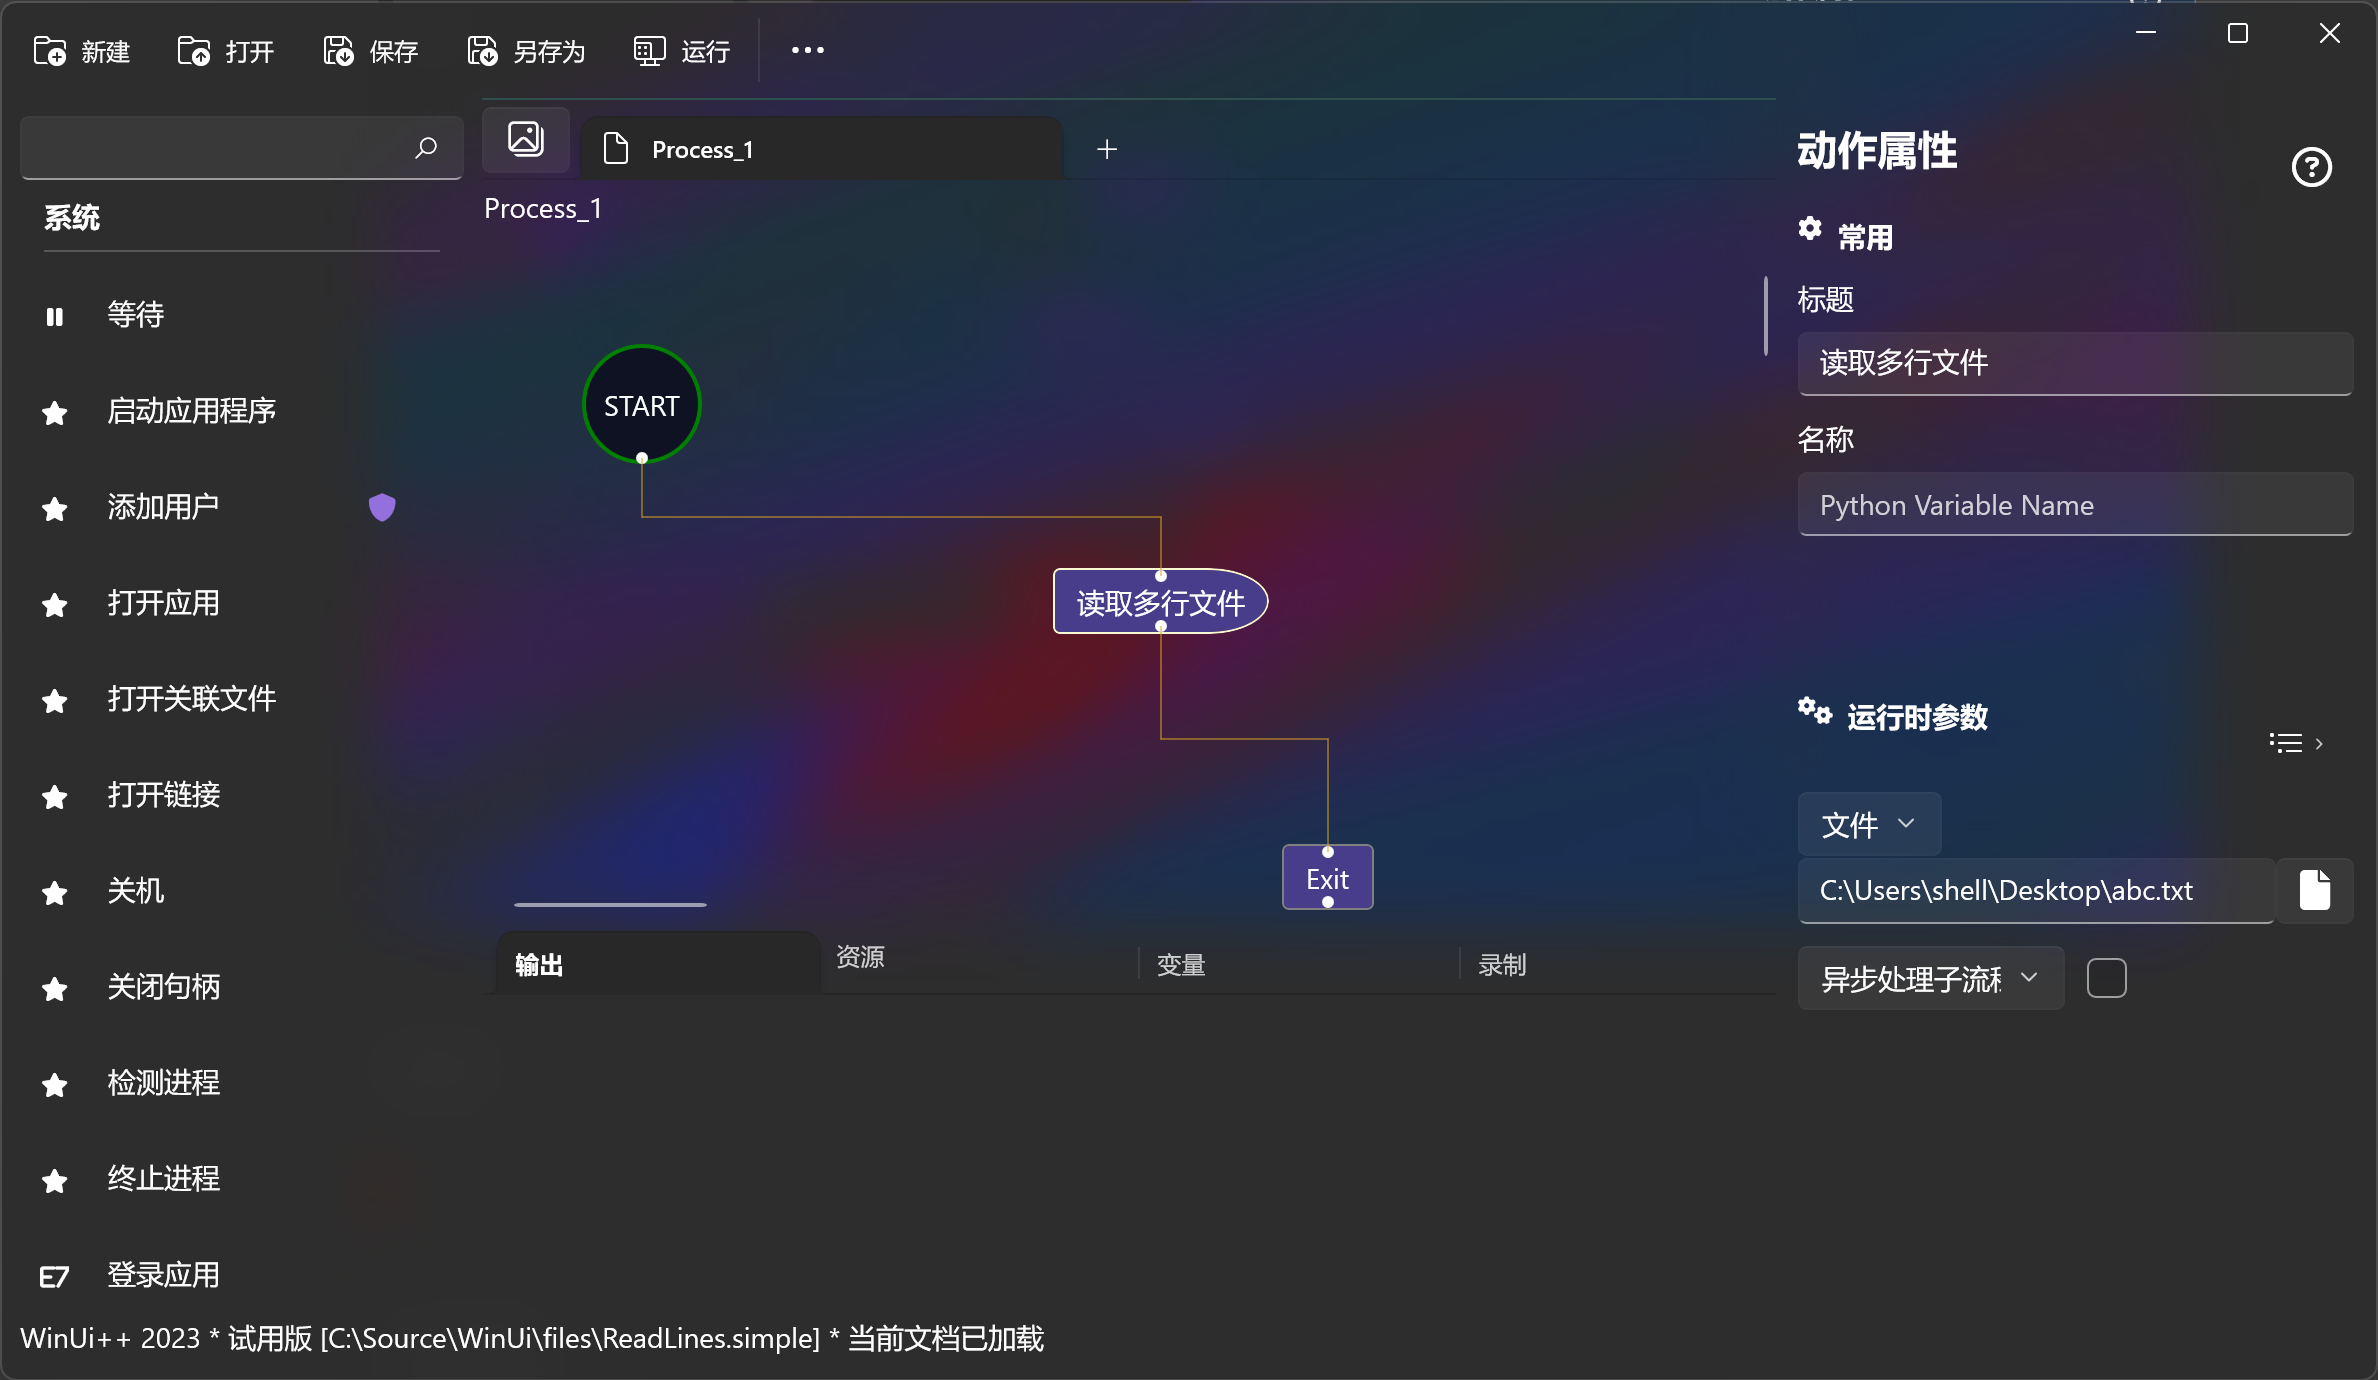 新建
打开
保存
另存为
运行
系统
等待
启动应用程序
添加用户
打开应用
打开关联文件
打开链接
关机
关闭句柄
检测进程
终止进程
登录应用
Process_1
Process_1
START
读取多行文件
Exit
输出
资源
变量
录制
动作属性
常用
标题
读取多行文件
名称
Python Variable Name
运行时参数
文件
C:\Users\shell\Desktop\abc.txt
异步处理子流
WinUi++ 2023 * 试用版 [C:\Source\WinUi\files\ReadLines.simple] * 当前文档已加载